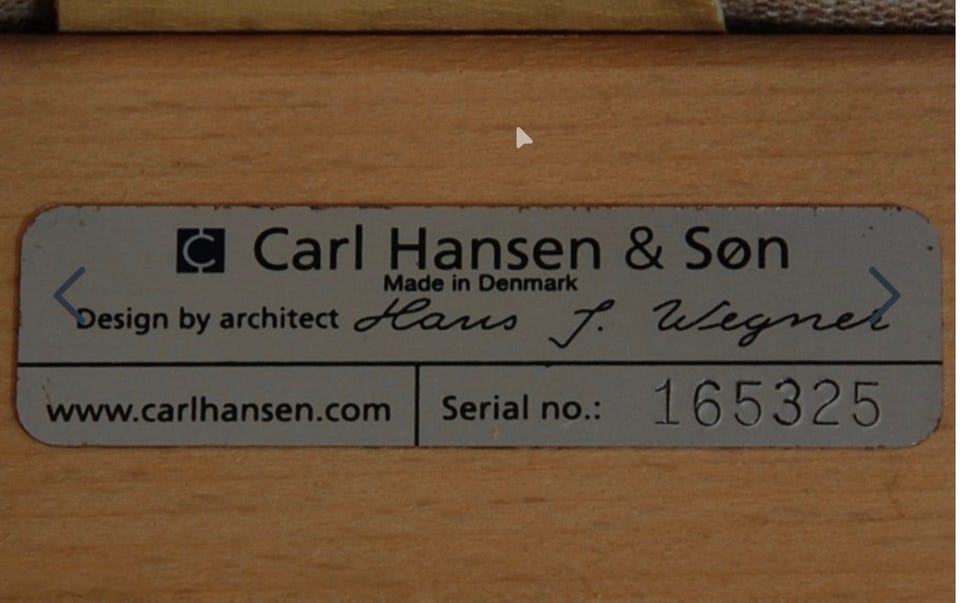 Carl Hansen & Søn
Made in Denmark
Design by architect Hans J. Wegner
www.carlhansen.com
Serial no.: 165325